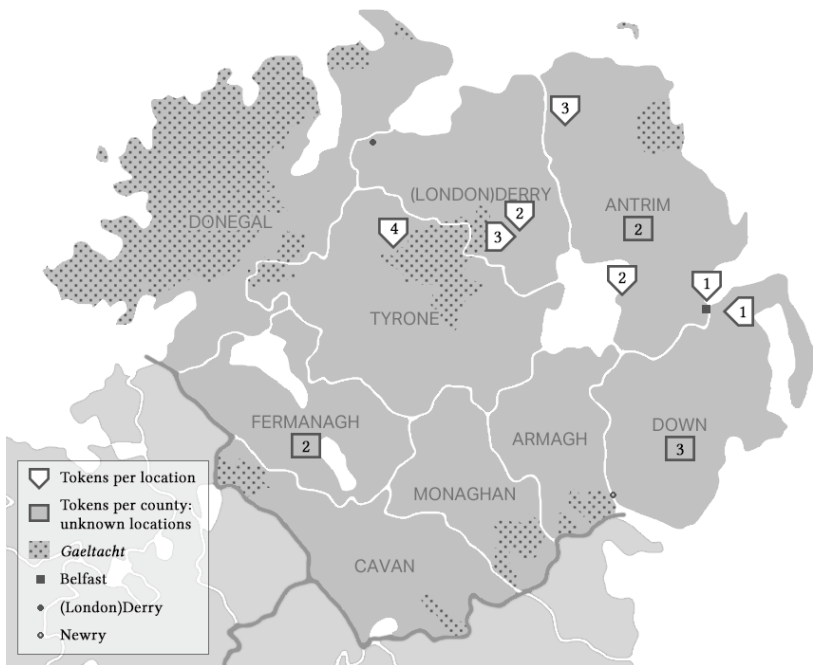 3
(LONDON)DERRY
2
ANTRIM
DONEGAL
4
3
2
2
1
1
TYRONE
FERMANAGH
2
ARMAGH
DOWN
3
MONAGHAN
CAVAN
Tokens per location
Tokens per county:
unknown locations
Gaeltacht
Belfast
(London)Derry
Newry